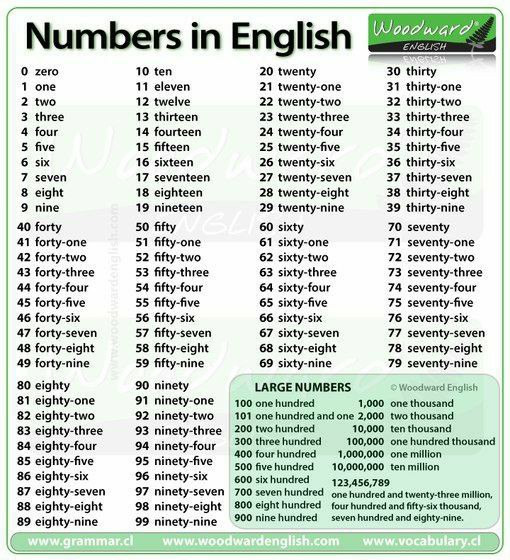 Numbers in English
Woodward®
ENGLISH
0 zero
1 one
2 two
3 three
4 four
5 five
6 six
7 seven
8 eight
9 nine
10 ten
11 eleven
12 twelve
13 thirteen
14 fourteen
15 fifteen
16 sixteen
17 seventeen
18 eighteen
19 nineteen
20 twenty
21 twenty-one
22 twenty-two
23 twenty-three
24 twenty-four
25 twenty-five
26 twenty-six
27 twenty-seven
28 twenty-eight
29 twenty-nine
30 thirty
31 thirty-one
32 thirty-two
33 thirty-three
34 thirty-four
35 thirty-five
36 thirty-six
37 thirty-seven
38 thirty-eight
39 thirty-nine
40 forty
41 forty-one
42 forty-two
43 forty-three
44 forty-four
45 forty-five
46 forty-six
47 forty-seven
48 forty-eight
49 forty-nine
50 fifty
51 fifty-one
52 fifty-two
53 fifty-three
54 fifty-four
55 fifty-five
56 fifty-six
57 fifty-seven
58 fifty-eight
59 fifty-nine
60 sixty
61 sixty-one
62 sixty-two
63 sixty-three
64 sixty-four
65 sixty-five
66 sixty-six
67 sixty-seven
68 sixty-eight
69 sixty-nine
70 seventy
71 seventy-one
72 seventy-two
73 seventy-three
74 seventy-four
75 seventy-five
76 seventy-six
77 seventy-seven
78 seventy-eight
79 seventy-nine
80 eighty
81 eighty-one
82 eighty-two
83 eighty-three
84 eighty-four
85 eighty-five
86 eighty-six
87 eighty-seven
88 eighty-eight
89 eighty-nine
90 ninety
91 ninety-one
92 ninety-two
93 ninety-three
94 ninety-four
95 ninety-five
96 ninety-six
97 ninety-seven
98 ninety-eight
99 ninety-nine
LARGE NUMBERS
© Woodward English
100 one hundred
101 one hundred and one
200 two hundred
300 three hundred
400 four hundred
500 five hundred
600 six hundred
700 seven hundred
800 eight hundred
900 nine hundred
1,000 one thousand
2,000 two thousand
10,000 ten thousand
100,000 one hundred thousand
1,000,000 one million
10,000,000 ten million
123,456,789
one hundred and twenty-three million,
four hundred and fifty-six thousand,
seven hundred and eighty-nine.
www.grammar.cl www.woodwardenglish.com www.vocabulary.cl
www.woodwardenglish.com
Woodward
ENGLISH